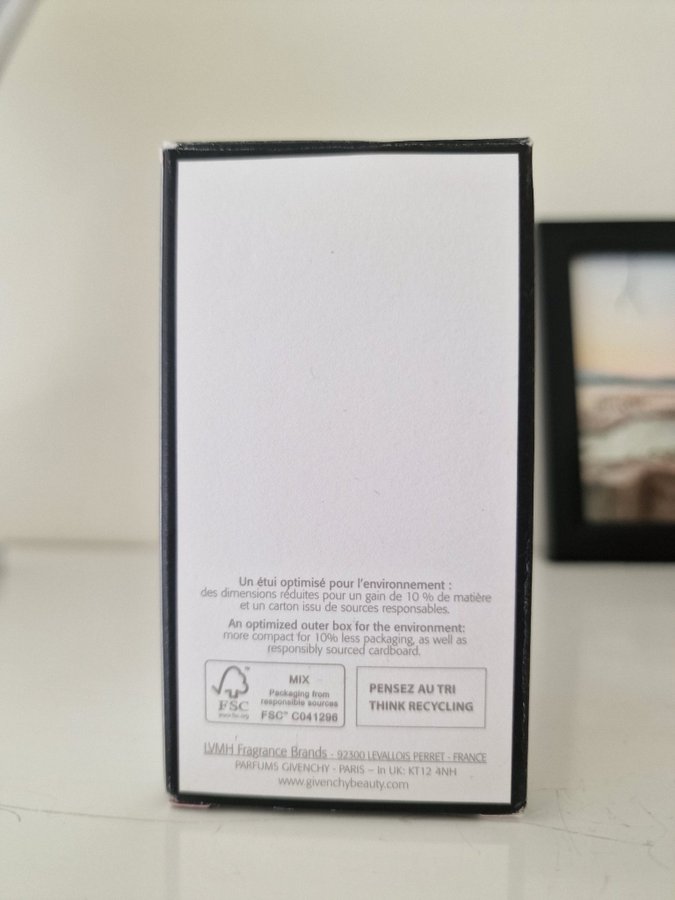 Un étui optimisé pour l'environnement :
des dimensions réduites pour un gain de 10 % de matière
et un carton issu de sources responsables.
An optimized outer box for the environment:
more compact for 10% less packaging, as well as
responsibly sourced cardboard.
FSC
www.fsc.org
MIX
Packaging from
responsible sources
FSC™ C041296
PENSEZ AU TRI
THINK RECYCLING
LVMH Fragrance Brands - 92300 LEVALLOIS PERRET - FRANCE
PARFUMS GIVENCHY - PARIS – In UK: KT12 4NH
www.givenchybeauty.com